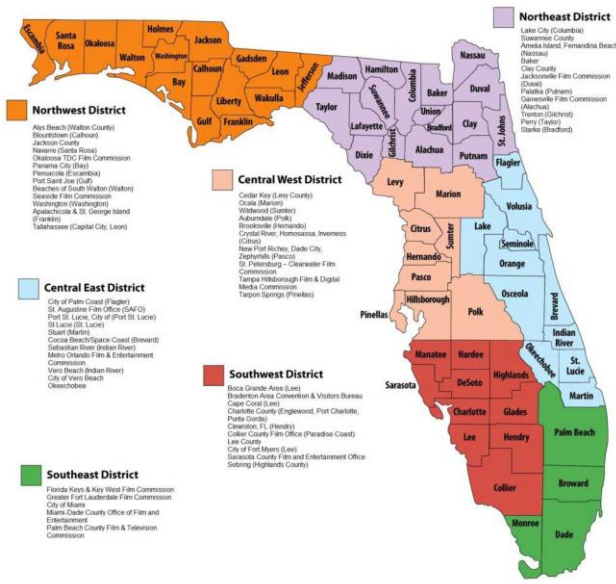 Northeast District
Lake City (Columbia)
Suwannee County
Amelia Island, Fernandina Beach
(Nassau)
Baker
Clay County
Jacksonville Film Commission
(Duval)
Palatka (Putnam)
Gainesville Film Commission
(Alachua)
Trenton (Gilchrist)
Perry (Taylor)
Starke (Bradford)
Escambia
Santa
Rosa
Okaloosa
Walton
Holmes
Washington
Jackson
Bay
Calhoun
Gulf
Liberty
Franklin
Gadsden
Leon
Wakulla
Jefferson
Madison
Taylor
Hamilton
Suwannee
Lafayette
Dixie
Columbia
Gilchrist
Baker
Union
Bradford
Alachua
Nassau
Duval
Clay
Putnam
St. Johns
Flagler
Northwest District
Alys Beach (Walton County)
Blountstown (Calhoun)
Jackson County
Navarre (Santa Rosa)
Okaloosa TDC Film Commission
Panama City (Bay)
Pensacola (Escambia)
Port Saint Joe (Gulf)
Beaches of South Walton (Walton)
Seaside Film Commission
Washington (Washington)
Apalachicola & St. George Island
(Franklin)
Tallahassee (Capital City, Leon)
Central West District
Cedar Key (Levy County)
Ocala (Marion)
Wildwood (Sumter)
Auburndale (Polk)
Brooksville (Hernando)
Crystal River, Homosassa, Inverness
(Citrus)
New Port Richey, Dade City,
Zephyrhills (Pasco)
St. Petersburg – Clearwater Film
Commission
Tampa Hillsborough Film & Digital
Media Commission
Tarpon Springs (Pinellas)
Levy
Marion
Citrus
Sumter
Hernando
Pasco
Hillsborough
Pinellas
Polk
Lake
Volusia
Seminole
Orange
Osceola
Brevard
Indian
River
Okeechobee
St.
Lucie
Martin
Central East District
City of Palm Coast (Flagler)
St. Augustine Film Office (SAFO)
Port St. Lucie, City of (Port St. Lucie)
St Lucie (St. Lucie)
Stuart (Martin)
Cocoa Beach/Space Coast (Brevard)
Sebastian River (Indian River)
Metro Orlando Film & Entertainment
Commission
Vero Beach (Indian River)
City of Vero Beach
Okeechobee
Southwest District
Boca Grande Area (Lee)
Bradenton Area Convention & Visitors Bureau
Cape Coral (Lee)
Charlotte County (Englewood, Port Charlotte,
Punta Gorda)
Clewiston, FL (Hendry)
Collier County Film Office (Paradise Coast)
Lee County
City of Fort Myers (Lee)
Sarasota County Film and Entertainment Office
Sebring (Highlands County)
Manatee
Hardee
Highlands
Sarasota
DeSoto
Charlotte
Glades
Lee
Hendry
Collier
Palm Beach
Broward
Monroe
Dade
Southeast District
Florida Keys & Key West Film Commission
Greater Fort Lauderdale Film Commission
City of Miami
Miami-Dade County Office of Film and
Entertainment
Palm Beach County Film & Television
Commission